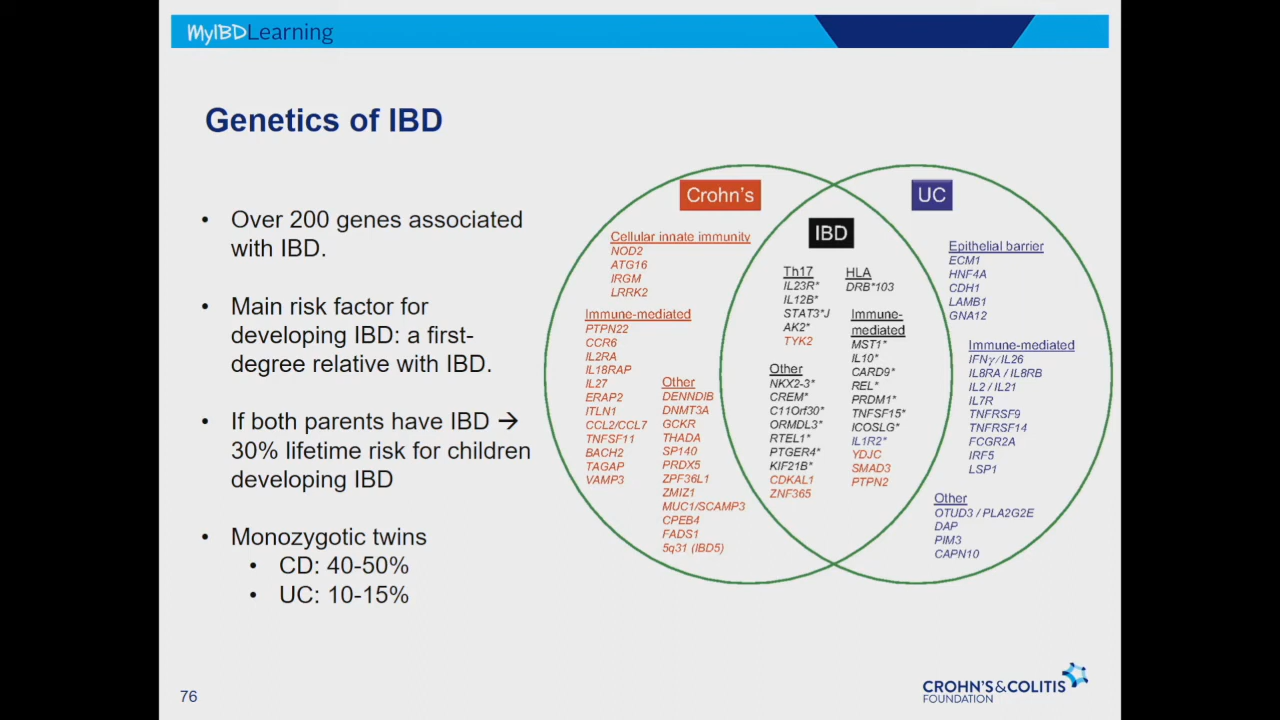 MyIBDLearning
Genetics of IBD
• Over 200 genes associated
with IBD.
• Main risk factor for
developing IBD: a first-
degree relative with IBD.
• If both parents have IBD →
30% lifetime risk for children
developing IBD
• Monozygotic twins
• CD: 40-50%
• UC: 10-15%
Crohn's
Cellular innate immunity
NOD2
ATG16
IRGM
LRRK2
Immune-mediated
PTPN22
CCR6
IL2RA
IL18RAP
IL27
ERAP2
ITLN1
CCL2/CCL7
TNFSF11
BACH2
TAGAP
VAMP3
Other
DENNDIB
DNMT3A
GCKR
THADA
SP140
PRDX5
ZPF36L1
ZMIZ1
MUC1/SCAMP3
CPEB4
FADS1
5q31 (IBD5)
IBD
Th17
IL23R*
IL12B*
STAT3*J
AK2*
TYK2
Other
NKX2-3*
CREM*
C11Orf30*
ORMDL3*
RTEL1*
PTGER4*
KIF21B*
CDKAL1
ZNF365
HLA
DRB*103
Immune-
mediated
MST1*
IL10*
CARD9*
REL*
PRDM1*
TNFSF15*
ICOSLG*
IL1R2*
YDJC
SMAD3
PTPN2
UC
Epithelial barrier
ECM1
HNF4A
CDH1
LAMB1
GNA12
Immune-mediated
IFNγ/IL26
IL8RA / IL8RB
IL2 / IL21
IL7R
TNFRSF9
TNFRSF14
FCGR2A
IRF5
LSP1
Other
OTUD3 / PLA2G2E
DAP
PIM3
CAPN10
76
CROHN'S&COLITIS
FOUNDATION